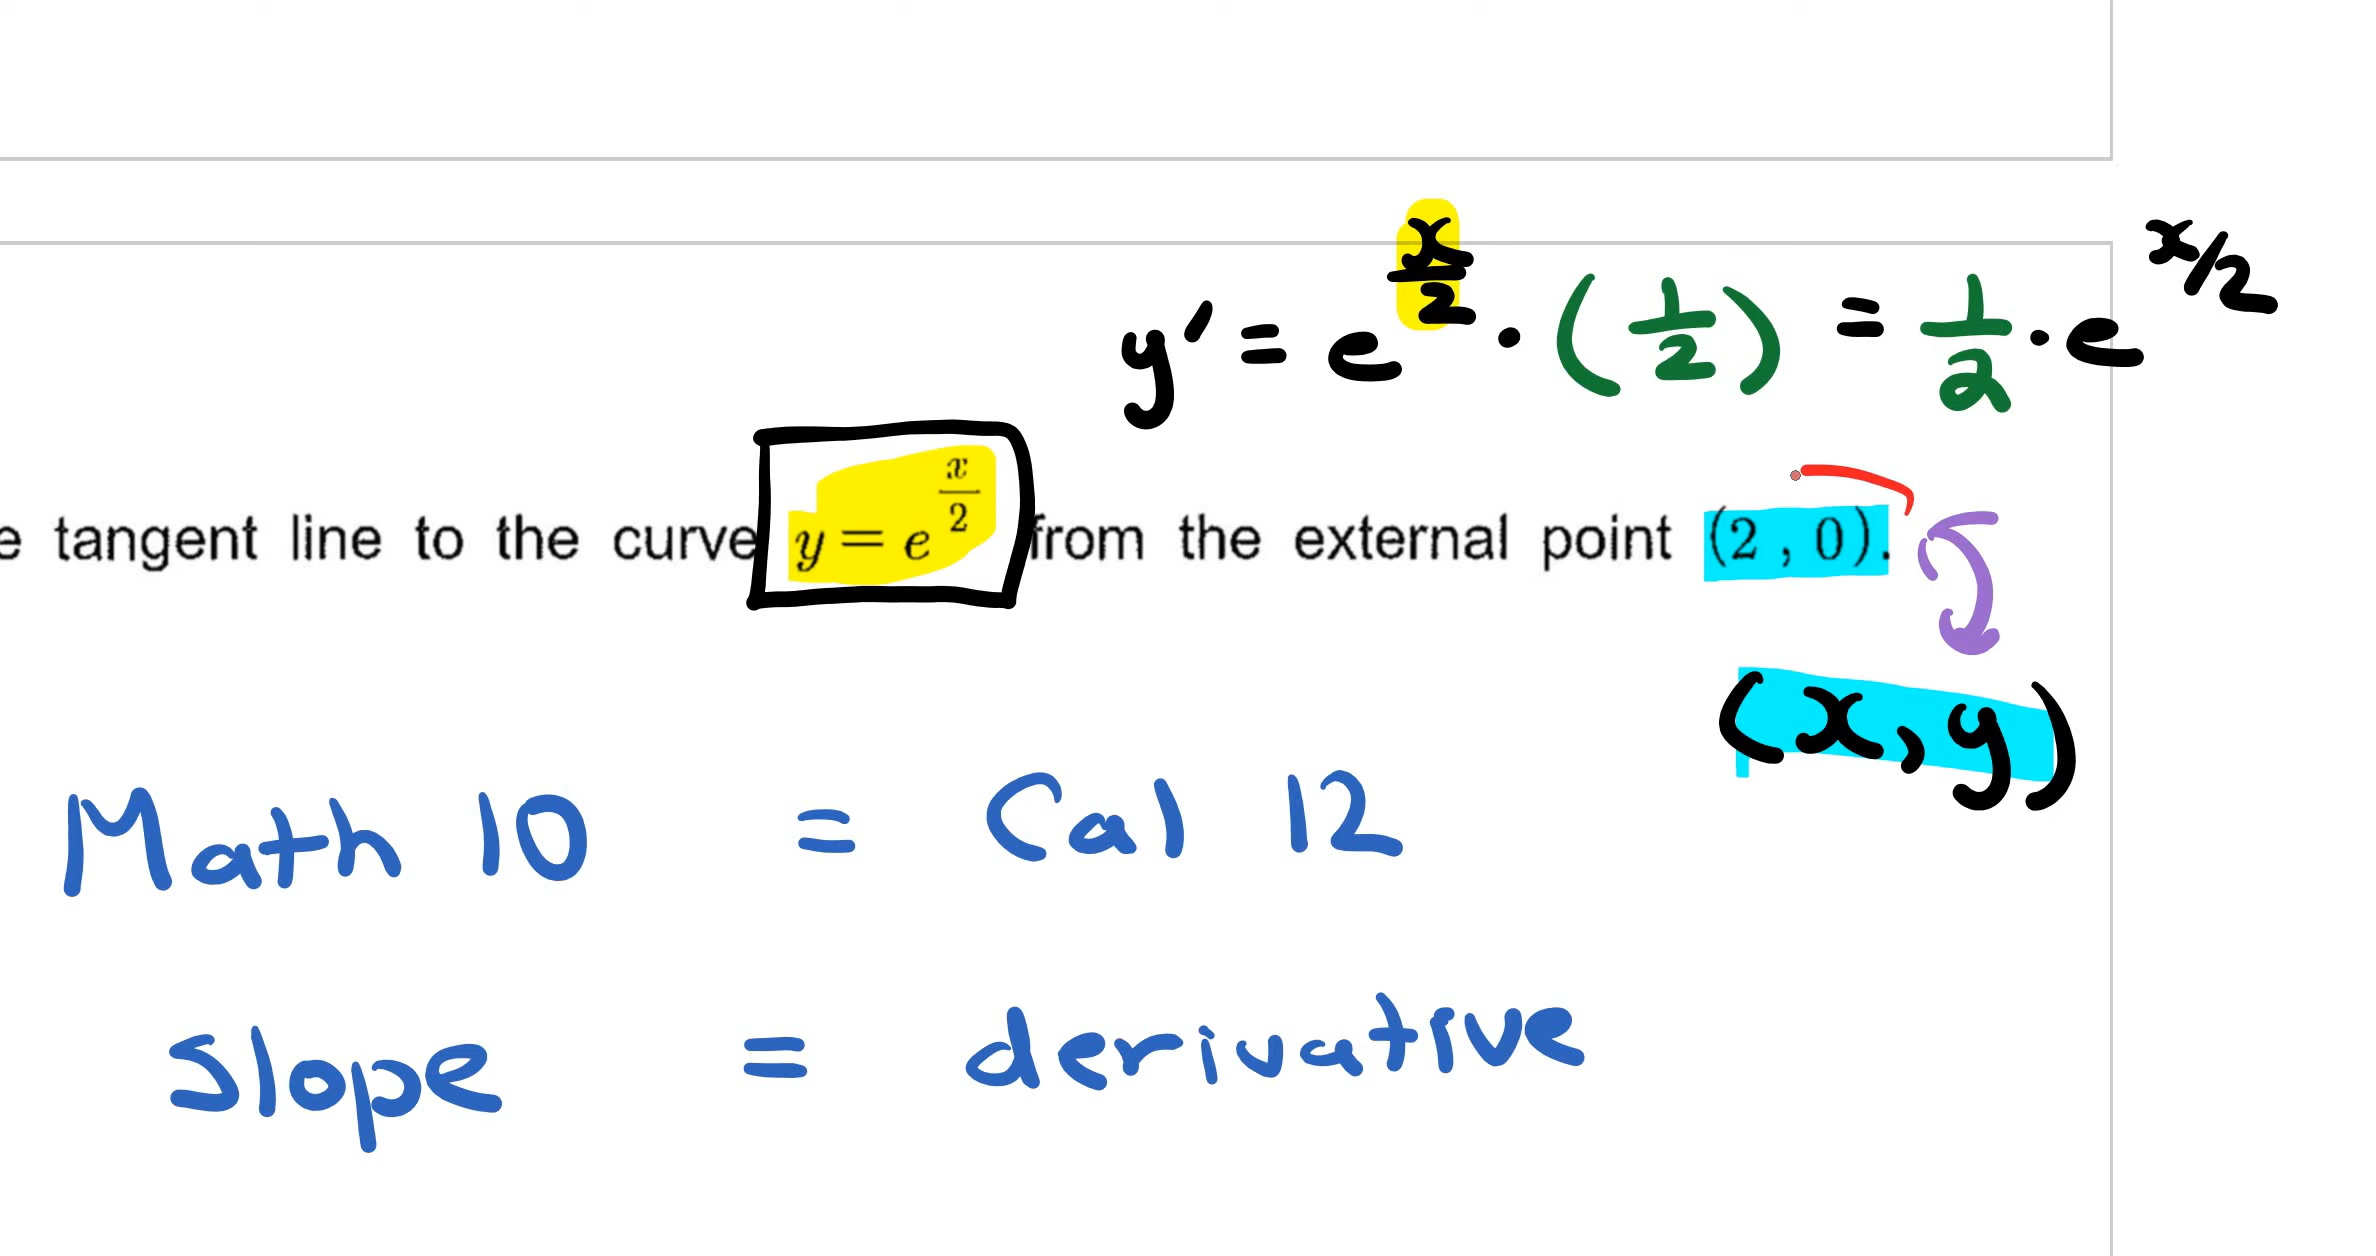 y' = e^{x/2} · (1/2) = 1/2 · e^{x/2}
e tangent line to the curve y = e^{x/2} from the external point (2 , 0).
(x, y)
Math 10 = Cal 12
slope = derivative